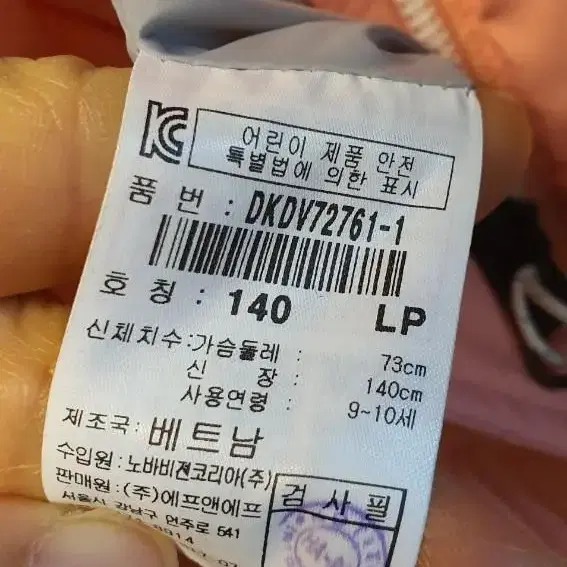 KC
어린이 제품 안전
특별법에 의한 표시
품 번 : DKDV72761-1
호 칭 : 140 LP
신체치수:가슴둘레 : 73cm
신 장 : 140cm
사용연령 : 9~10세
제조국: 베트남
수입원:노바비젼코리아(주)
판매원:(주)에프앤에프
서울시 강남구 언주로 541
검 사 필